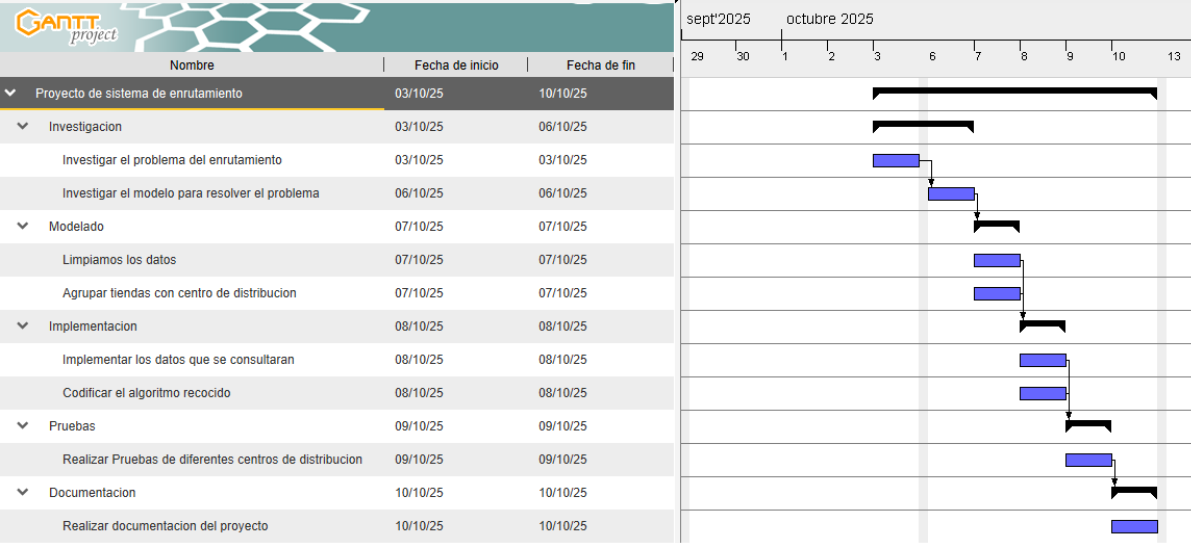 GANTT
project
sept'2025 octubre 2025
29 30 1 2 3 6 7 8 9 10 13
Nombre Fecha de inicio Fecha de fin
Proyecto de sistema de enrutamiento 03/10/25 10/10/25
Investigacion 03/10/25 06/10/25
Investigar el problema del enrutamiento 03/10/25 03/10/25
Investigar el modelo para resolver el problema 06/10/25 06/10/25
Modelado 07/10/25 07/10/25
Limpiamos los datos 07/10/25 07/10/25
Agrupar tiendas con centro de distribucion 07/10/25 07/10/25
Implementacion 08/10/25 08/10/25
Implementar los datos que se consultaran 08/10/25 08/10/25
Codificar el algoritmo recocido 08/10/25 08/10/25
Pruebas 09/10/25 09/10/25
Realizar Pruebas de diferentes centros de distribucion 09/10/25 09/10/25
Documentacion 10/10/25 10/10/25
Realizar documentacion del proyecto 10/10/25 10/10/25